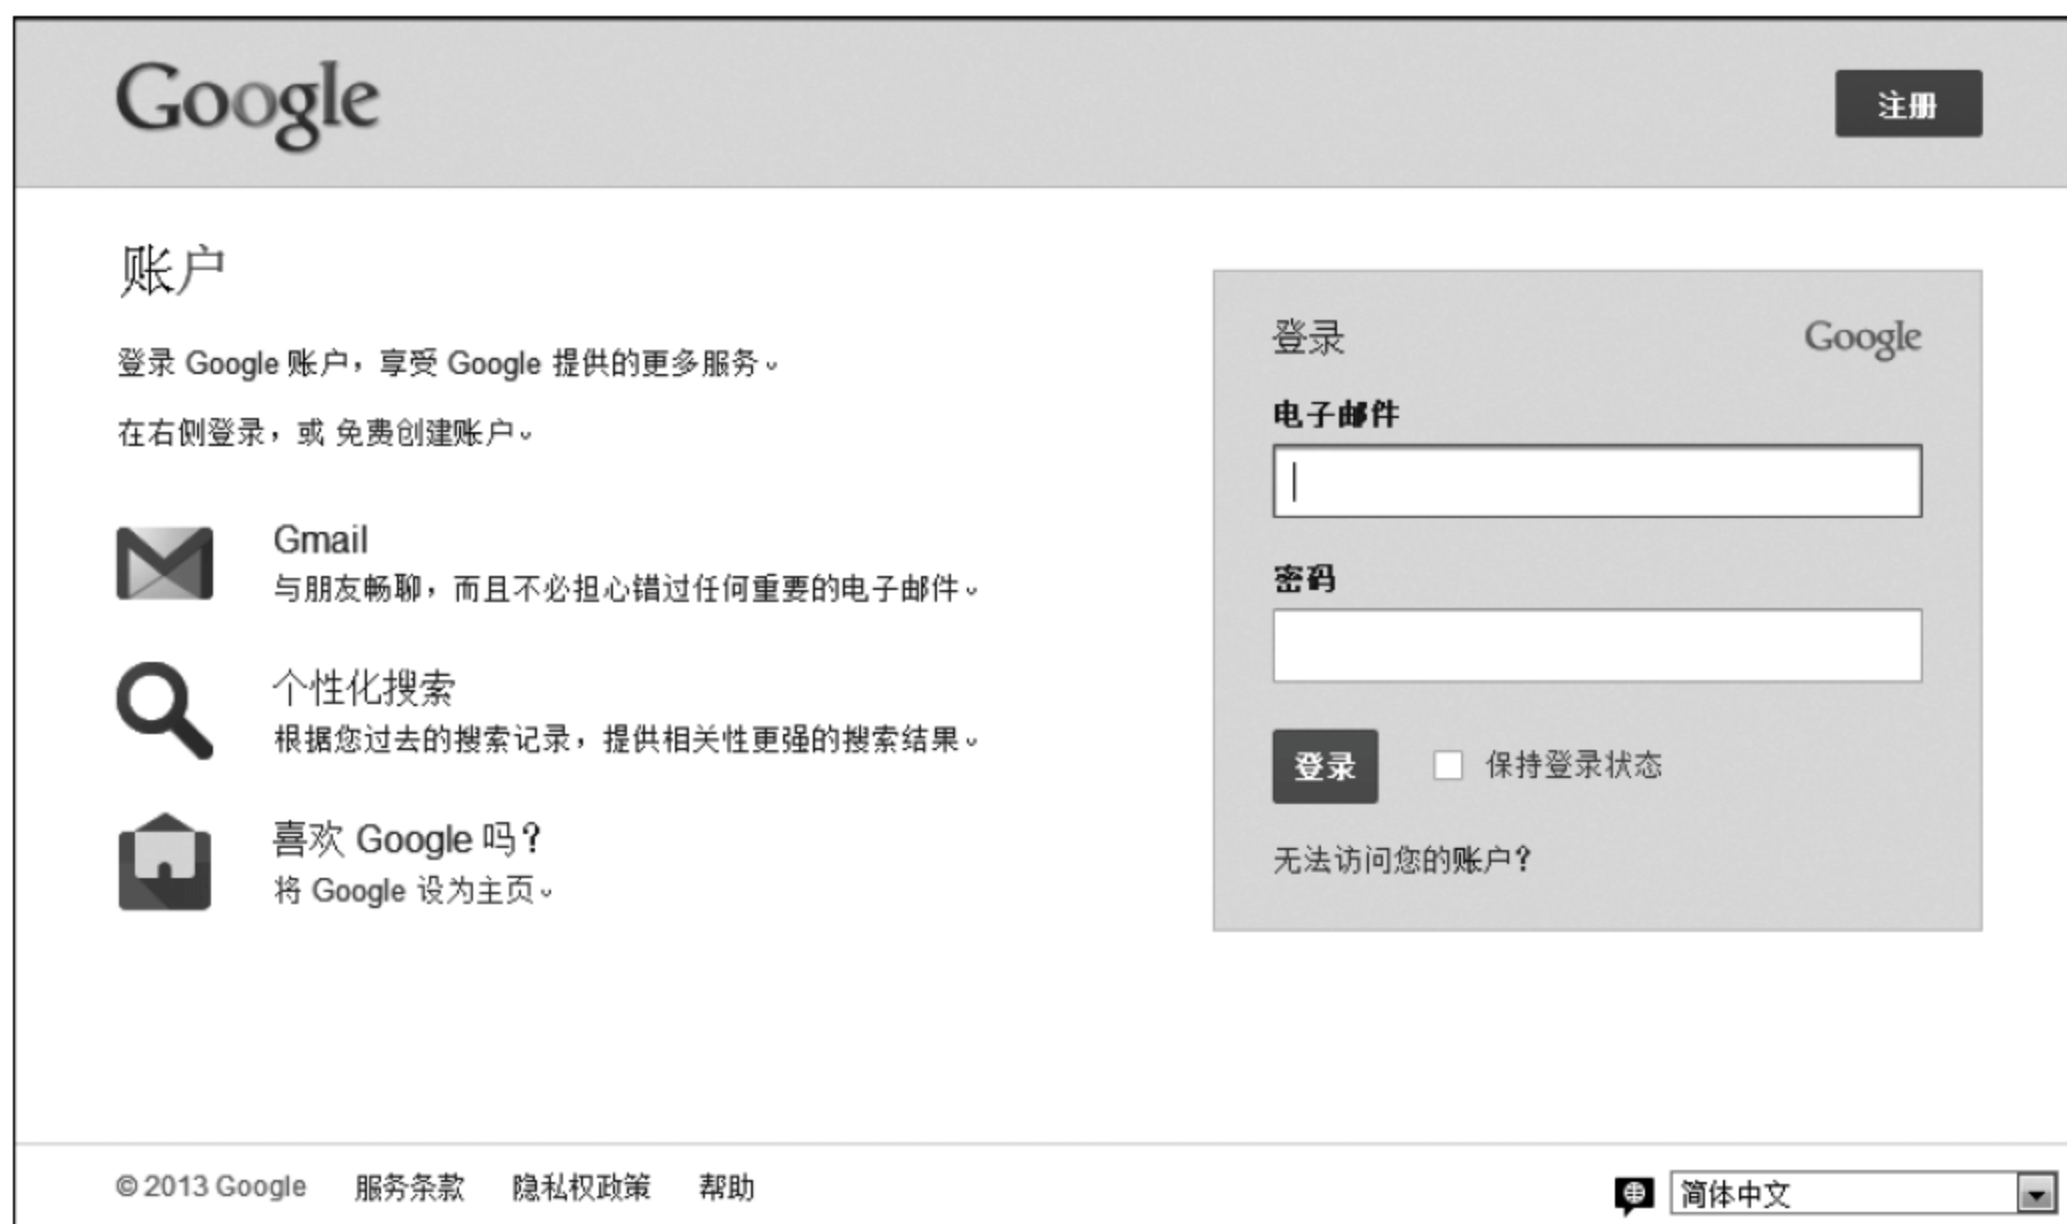 Google
注册
账户
登录 Google 账户，享受 Google 提供的更多服务。
在右侧登录，或 免费创建账户。
Gmail
与朋友畅聊，而且不必担心错过任何重要的电子邮件。
个性化搜索
根据您过去的搜索记录，提供相关性更强的搜索结果。
喜欢 Google 吗？
将 Google 设为主页。
登录 Google
电子邮件
密码
登录 保持登录状态
无法访问您的账户？
© 2013 Google 服务条款 隐私权政策 帮助
简体中文